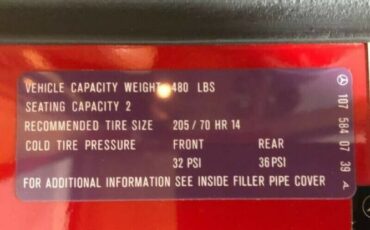 VEHICLE CAPACITY WEIGHT 480 LBS
SEATING CAPACITY 2
RECOMMENDED TIRE SIZE 205/70 HR 14
COLD TIRE PRESSURE FRONT REAR
32 PSI 36 PSI
FOR ADDITIONAL INFORMATION SEE INSIDE FILLER PIPE COVER
107 584 07 39 A